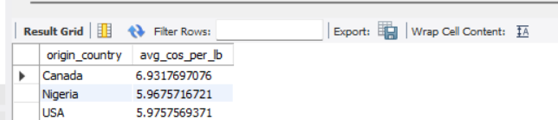 Result Grid Filter Rows: Export: Wrap Cell Content: IA
origin_country avg_cos_per_lb
Canada 6.9317697076
Nigeria 5.9675716721
USA 5.9757569371